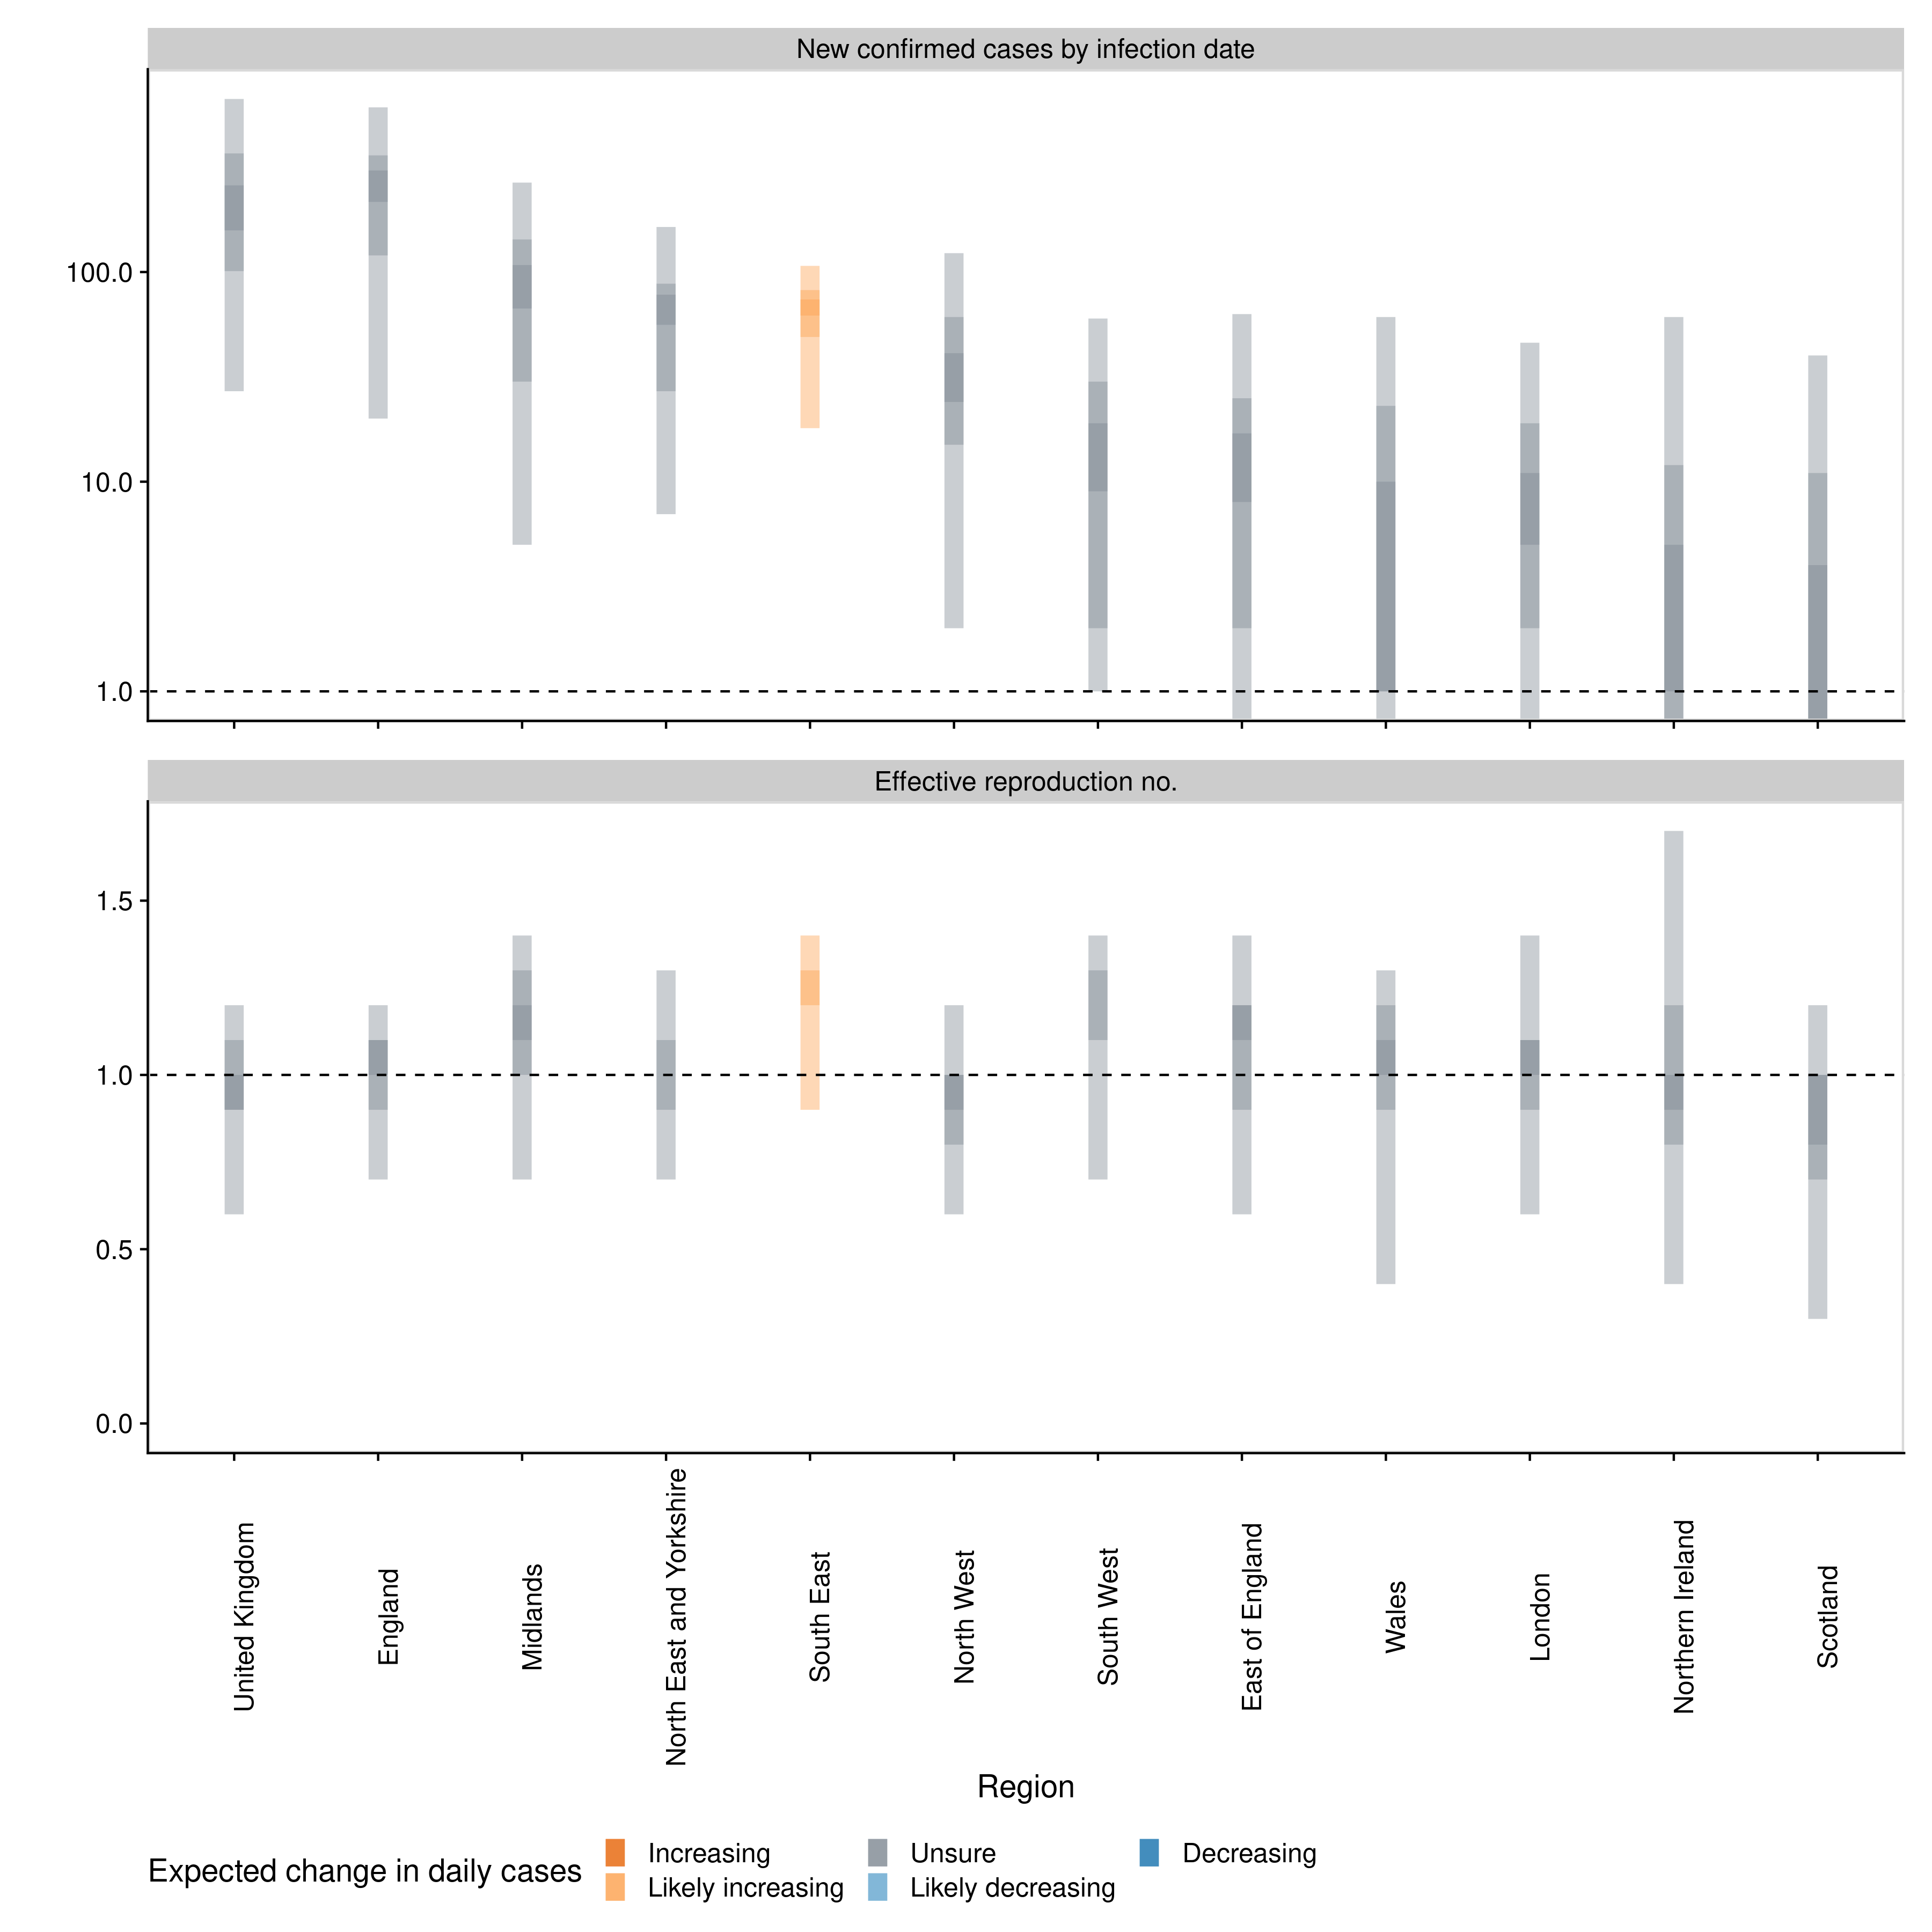 New confirmed cases by infection date
100.0
10.0
1.0
Effective reproduction no.
1.5
1.0
0.5
0.0
United Kingdom
England
Midlands
North East and Yorkshire
South East
North West
South West
East of England
Wales
London
Northern Ireland
Scotland
Region
Expected change in daily cases
Increasing
Unsure
Decreasing
Likely increasing
Likely decreasing